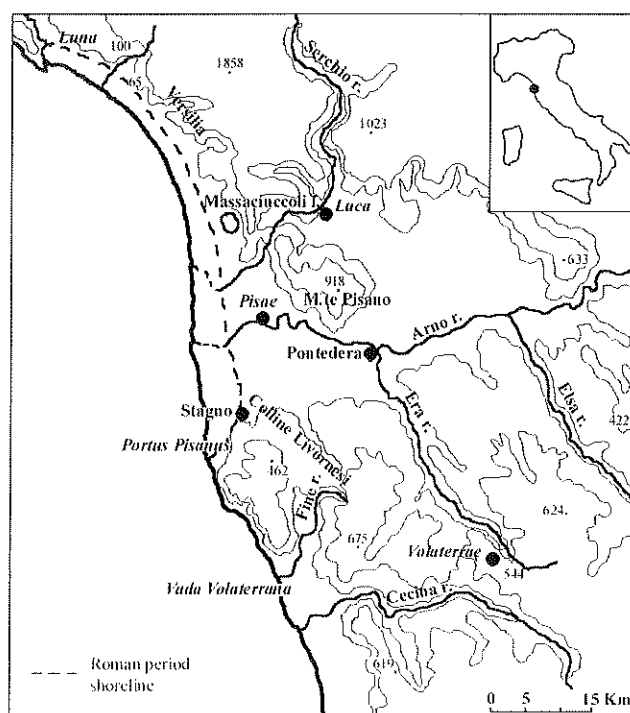 Luna
100
65
Versilia
1858
Serchio r.
1023
Massaciuccoli l.
Luca
633
918
M.te Pisano
Pisae
Arno r.
Pontedera
Stagno
Colline Livornesi
Era r.
Elsa r.
422
Portus Pisanus
462
Fine r.
624
675
Volaterrae
544
Vada Volaterrana
Cecina r.
619
Roman period
shoreline
0 5 15 Km